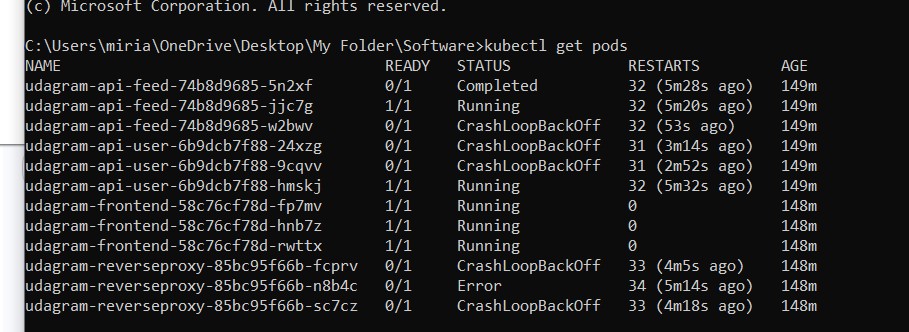 (c) Microsoft Corporation. All rights reserved.
C:\Users\miria\OneDrive\Desktop\My Folder\Software>kubectl get pods
NAME READY STATUS RESTARTS AGE
udagram-api-feed-74b8d9685-5n2xf 0/1 Completed 32 (5m28s ago) 149m
udagram-api-feed-74b8d9685-jjc7g 1/1 Running 32 (5m20s ago) 149m
udagram-api-feed-74b8d9685-w2bwv 0/1 CrashLoopBackOff 32 (53s ago) 149m
udagram-api-user-6b9dcb7f88-24xzg 0/1 CrashLoopBackOff 31 (3m14s ago) 149m
udagram-api-user-6b9dcb7f88-9cqvv 0/1 CrashLoopBackOff 31 (2m52s ago) 149m
udagram-api-user-6b9dcb7f88-hmskj 1/1 Running 32 (5m32s ago) 149m
udagram-frontend-58c76cf78d-fp7mv 1/1 Running 0 148m
udagram-frontend-58c76cf78d-hnb7z 1/1 Running 0 148m
udagram-frontend-58c76cf78d-rwttx 1/1 Running 0 148m
udagram-reverseproxy-85bc95f66b-fcprv 0/1 CrashLoopBackOff 33 (4m5s ago) 148m
udagram-reverseproxy-85bc95f66b-n8b4c 0/1 Error 34 (5m14s ago) 148m
udagram-reverseproxy-85bc95f66b-sc7cz 0/1 CrashLoopBackOff 33 (4m18s ago) 148m